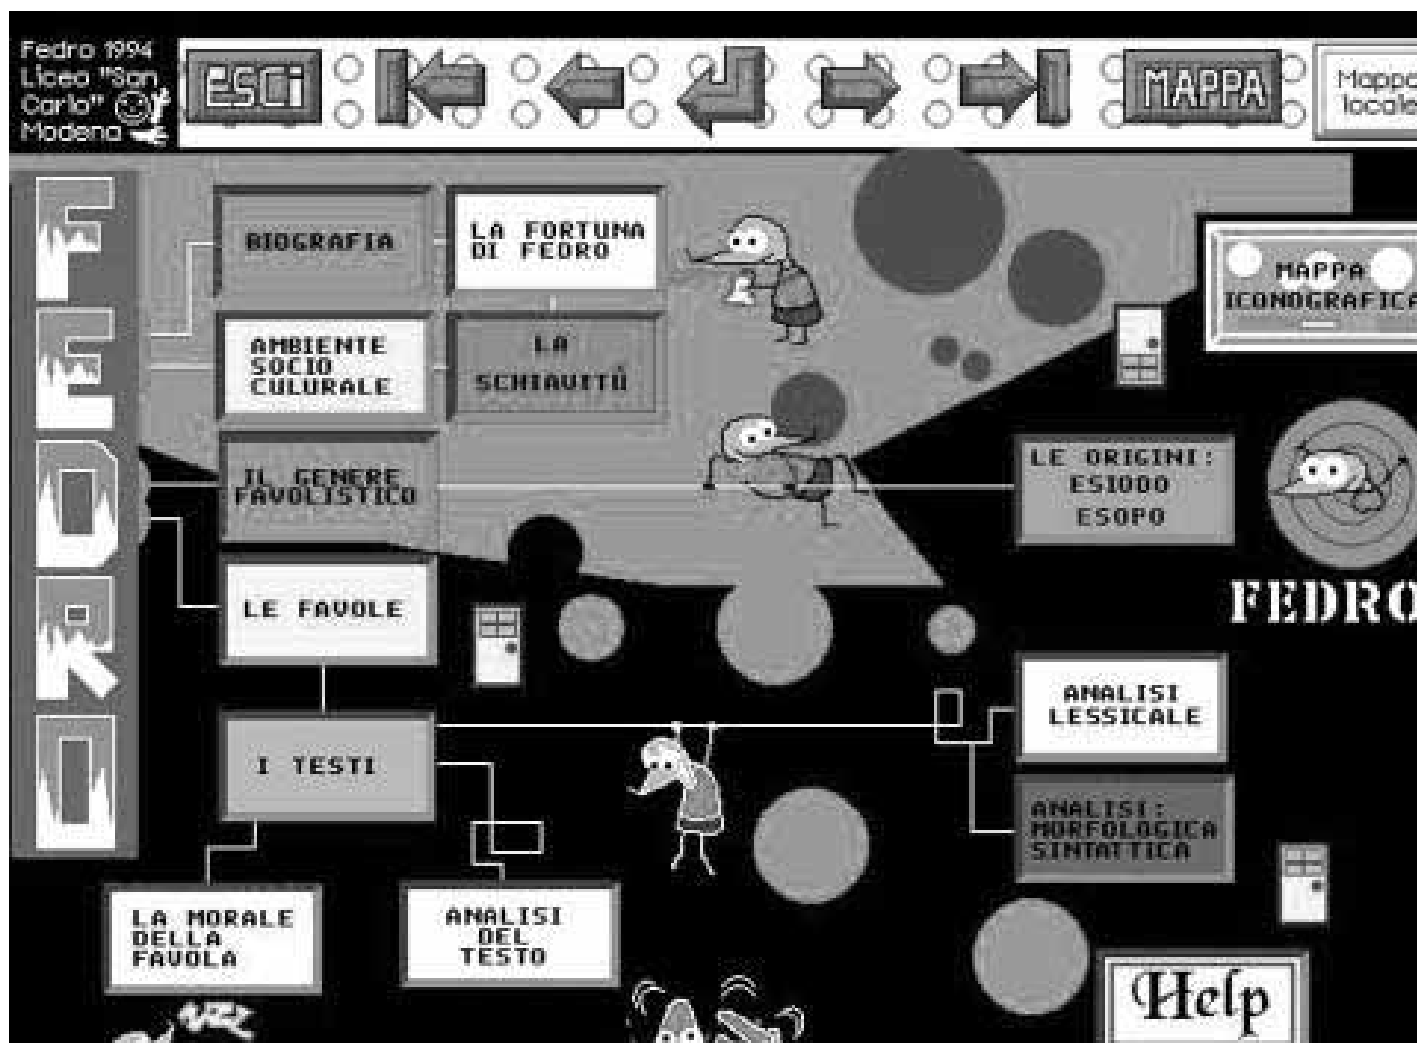 Fedro 1994
Liceo "San
Carlo"
Modena
ESCi
MAPPA
Mappa
locale
FEDRO
BIOGRAFIA
LA FORTUNA
DI FEDRO
MAPPA
ICONOGRAFICA
AMBIENTE
SOCIO
CULURALE
LA
SCHIAVITÙ
IL GENERE
FAVOLISTICO
LE ORIGINI:
ESIODO
ESOPO
FEDRO
LE FAVOLE
ANALISI
LESSICALE
I TESTI
ANALISI:
MORFOLOGICA
SINTATTICA
LA MORALE
DELLA
FAVOLA
ANALISI
DEL
TESTO
Help